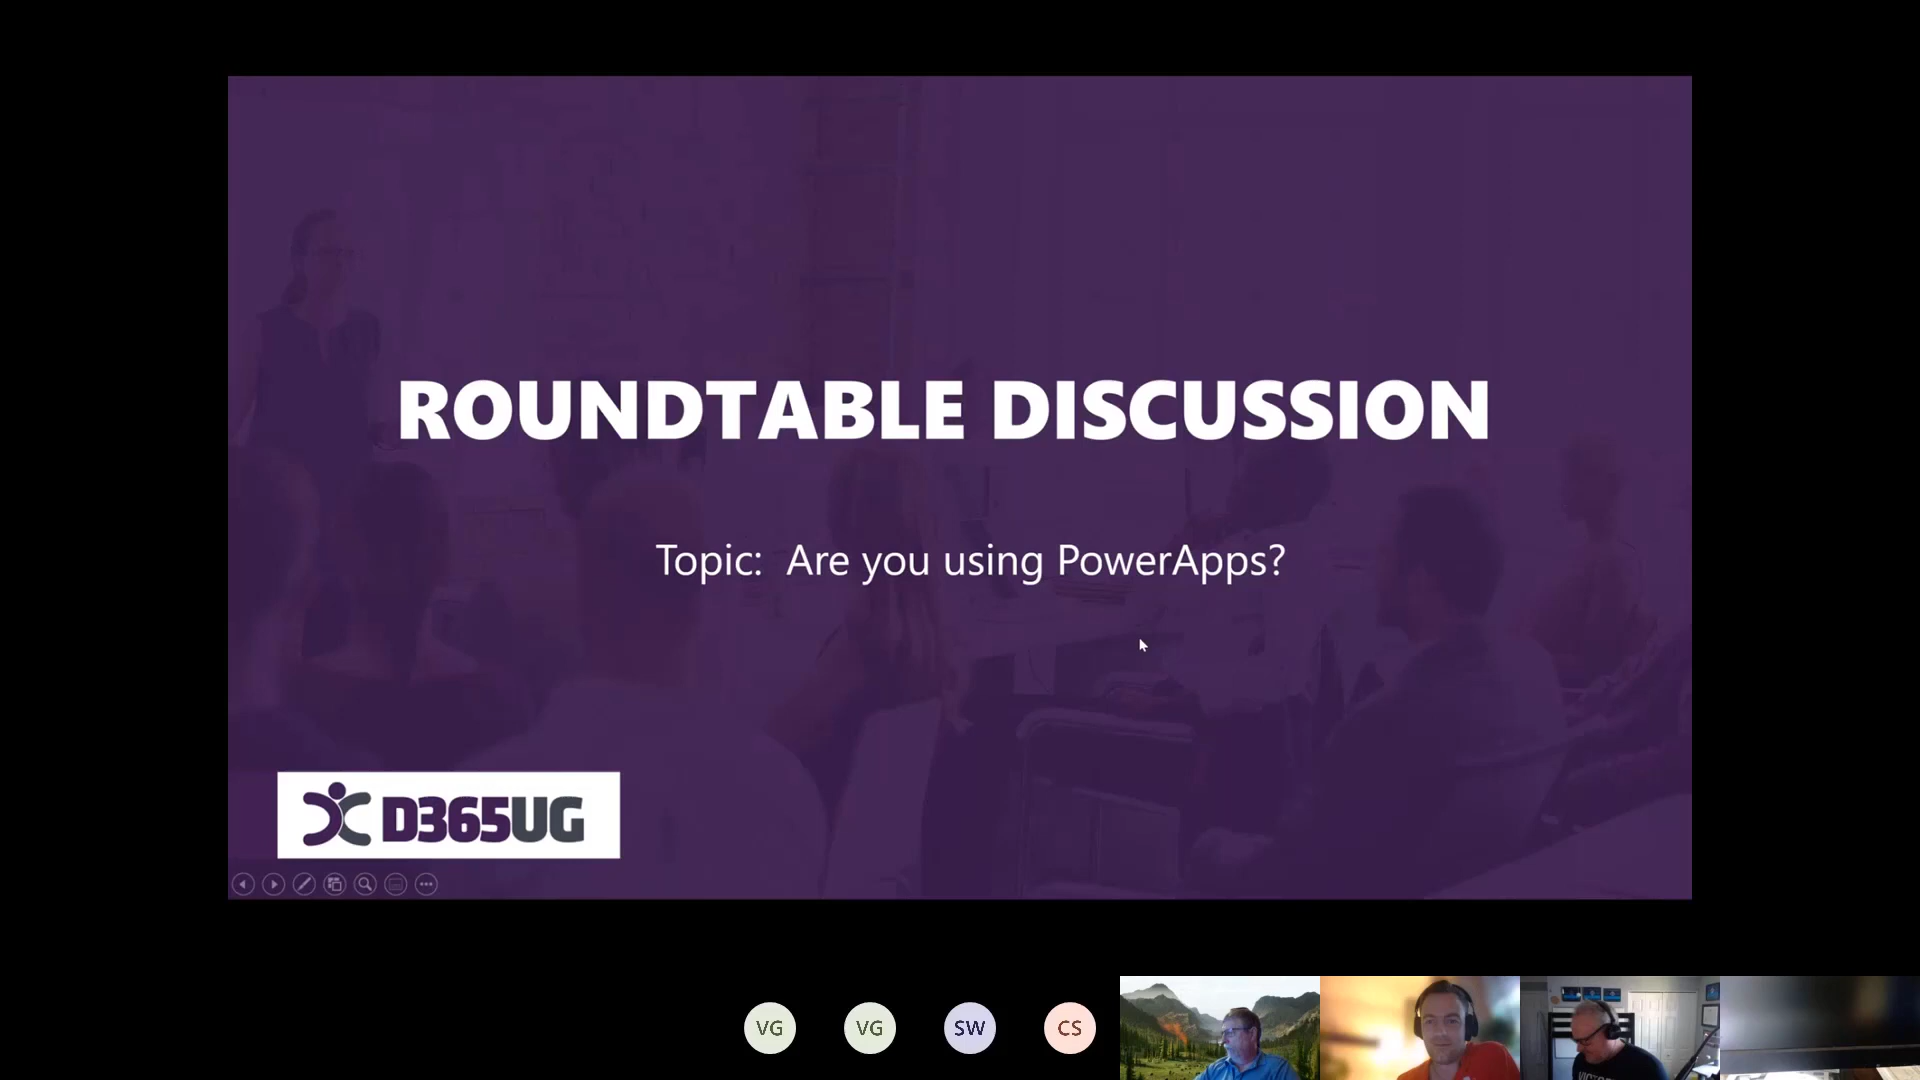 ROUNDTABLE DISCUSSION
Topic: Are you using PowerApps?
D365UG
VG
VG
SW
CS